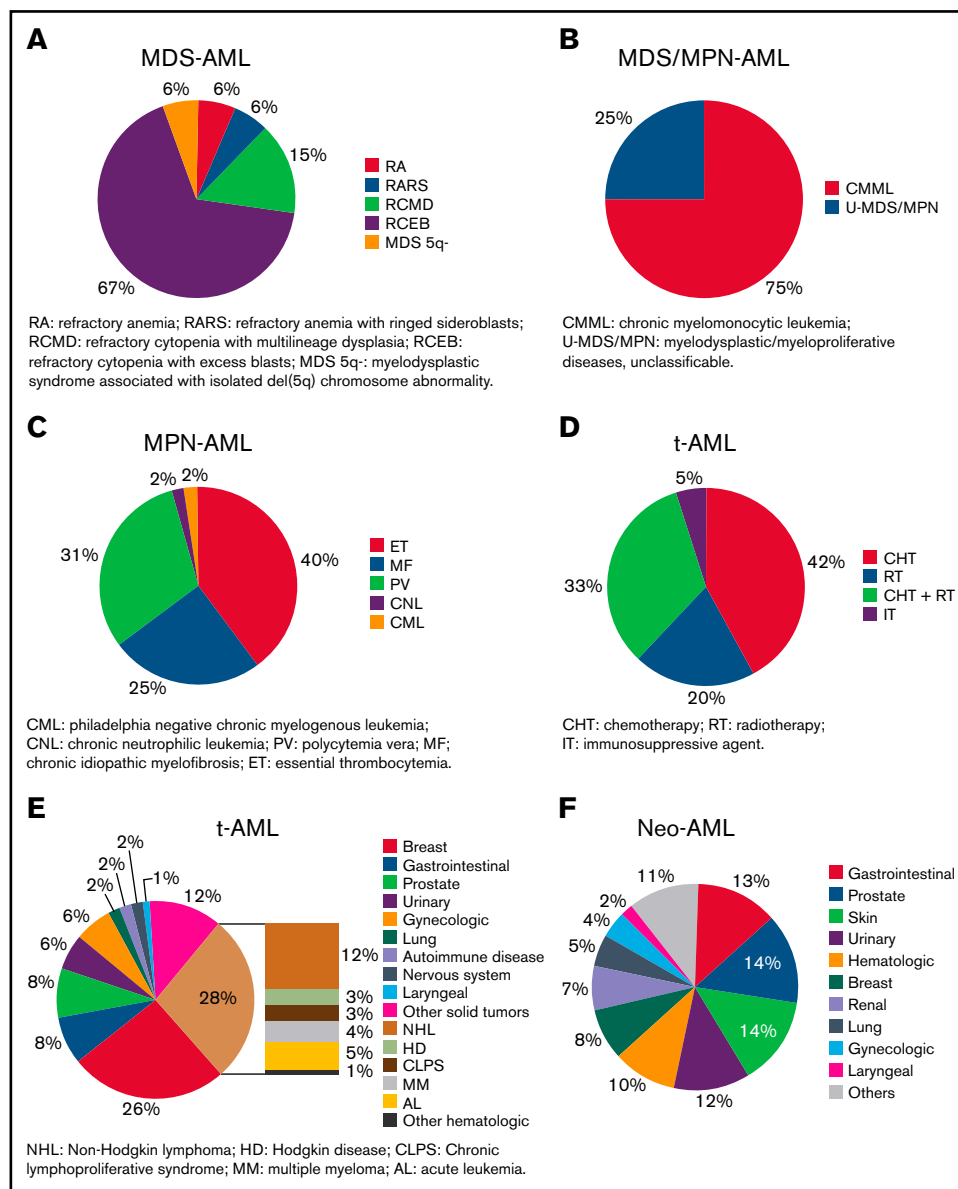 A
MDS-AML
6%
6%
6%
15%
67%
RA
RARS
RCMD
RCEB
MDS 5q-
RA: refractory anemia; RARS: refractory anemia with ringed sideroblasts;
RCMD: refractory cytopenia with multilineage dysplasia; RCEB:
refractory cytopenia with excess blasts; MDS 5q-: myelodysplastic
syndrome associated with isolated del(5q) chromosome abnormality.
B
MDS/MPN-AML
25%
75%
CMML
U-MDS/MPN
CMML: chronic myelomonocytic leukemia;
U-MDS/MPN: myelodysplastic/myeloproliferative
diseases, unclassificable.
C
MPN-AML
2%
2%
31%
40%
25%
ET
MF
PV
CNL
CML
CML: philadelphia negative chronic myelogenous leukemia;
CNL: chronic neutrophilic leukemia; PV: polycytemia vera; MF;
chronic idiopathic myelofibrosis; ET: essential thrombocytemia.
D
t-AML
5%
42%
33%
20%
CHT
RT
CHT + RT
IT
CHT: chemotherapy; RT: radiotherapy;
IT: immunosuppressive agent.
E
t-AML
2%
2%
2%
1%
12%
6%
6%
8%
8%
26%
28%
12%
3%
3%
4%
5%
1%
Breast
Gastrointestinal
Prostate
Urinary
Gynecologic
Lung
Autoimmune disease
Nervous system
Laryngeal
Other solid tumors
NHL
HD
CLPS
MM
AL
Other hematologic
NHL: Non-Hodgkin lymphoma; HD: Hodgkin disease; CLPS: Chronic
lymphoproliferative syndrome; MM: multiple myeloma; AL: acute leukemia.
F
Neo-AML
11%
13%
2%
4%
5%
14%
7%
14%
8%
10%
12%
Gastrointestinal
Prostate
Skin
Urinary
Hematologic
Breast
Renal
Lung
Gynecologic
Laryngeal
Others